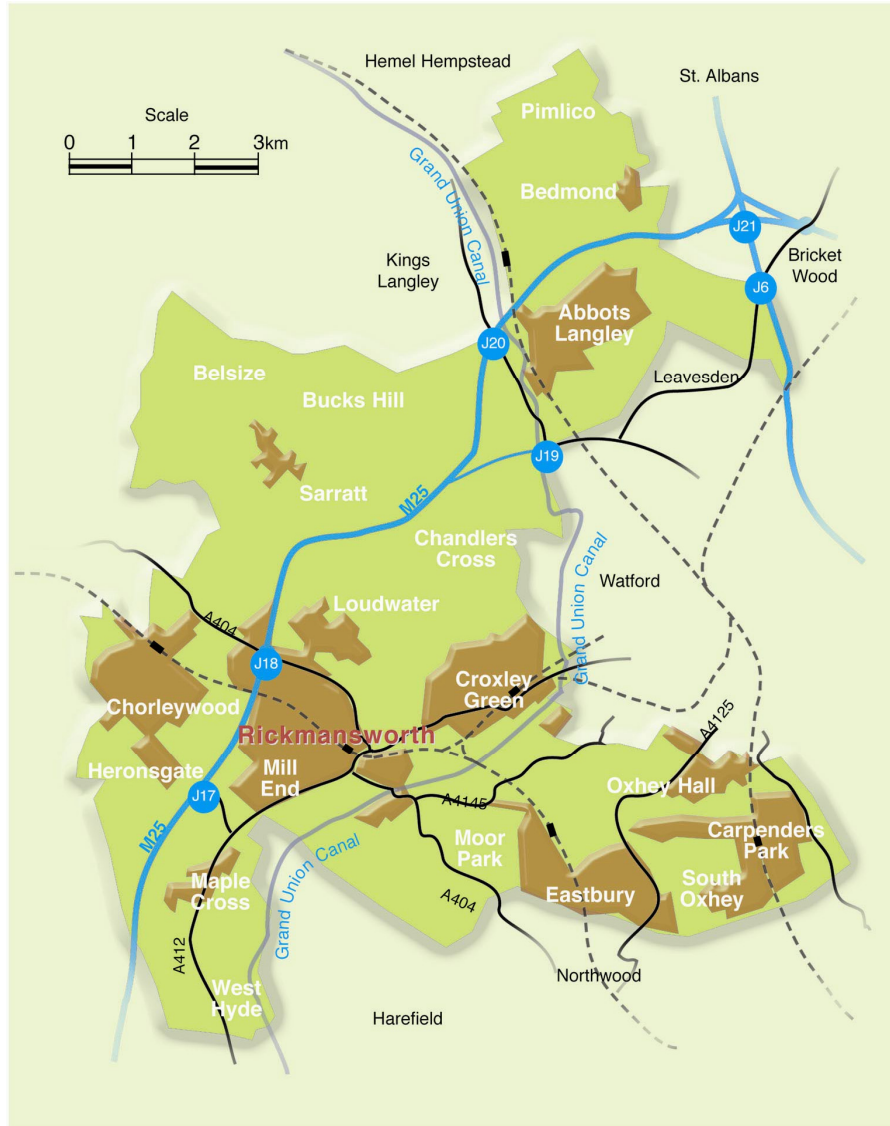 Hemel Hempstead
St. Albans
Scale
0 1 2 3km
Pimlico
Grand Union Canal
Bedmond
J21
Bricket
Wood
Kings
Langley
J6
Abbots
Langley
J20
Leavesden
Belsize
Bucks Hill
J19
Sarratt
M25
Chandlers
Cross
Grand Union Canal
Watford
A404
Loudwater
J18
Croxley
Green
Chorleywood
Rickmansworth
A4125
Heronsgate
Mill
End
Oxhey Hall
J17
A4145
Moor
Park
Carpenders
Park
M25
Grand Union Canal
Maple
Cross
A404
Eastbury
South
Oxhey
A412
Northwood
West
Hyde
Harefield